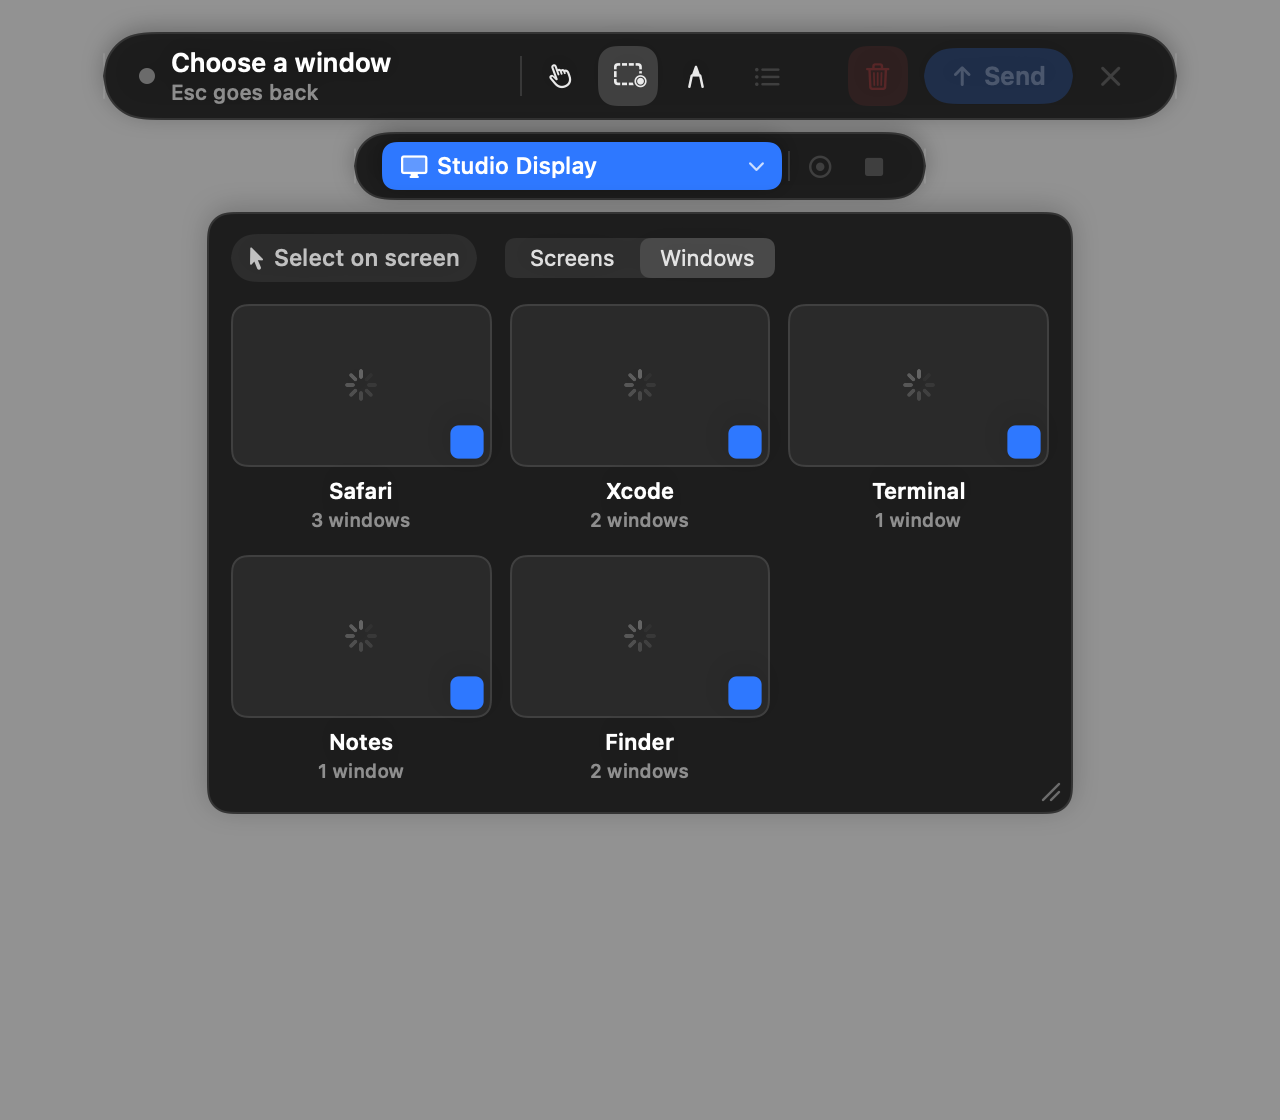 Choose a window
Esc goes back
Send
Studio Display
Select on screen
Screens
Windows
Safari
3 windows
Xcode
2 windows
Terminal
1 window
Notes
1 window
Finder
2 windows